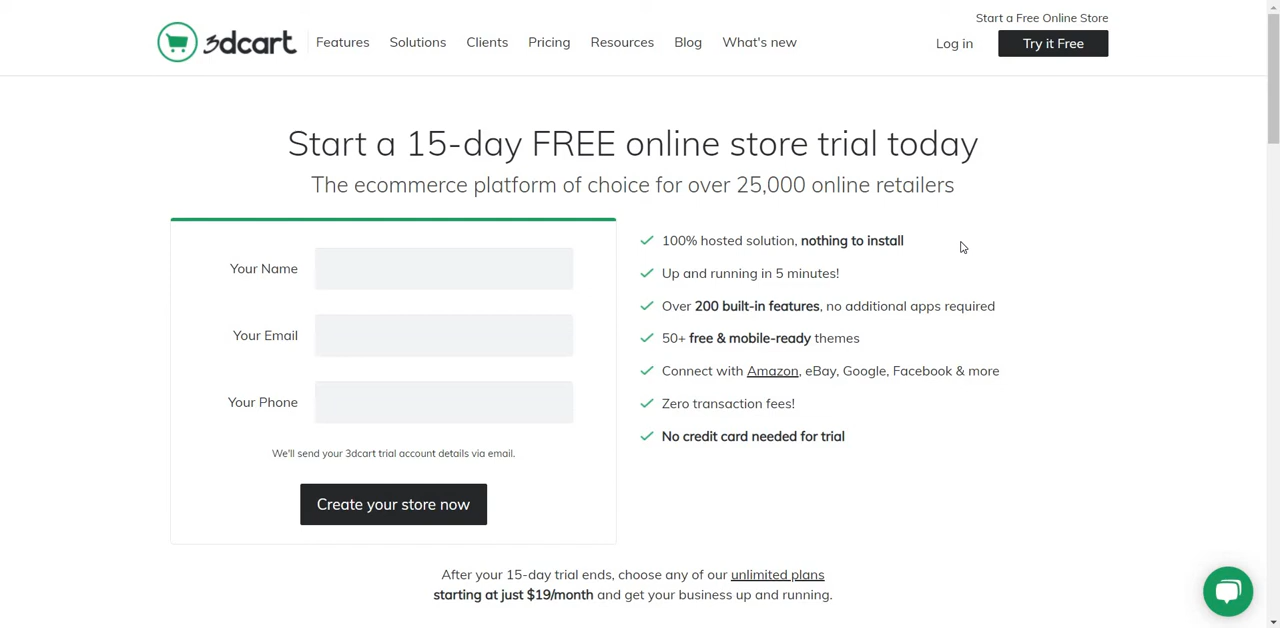 Start a Free Online Store
3dcart
Features Solutions Clients Pricing Resources Blog What's new
Log in
Try it Free
Start a 15-day FREE online store trial today
The ecommerce platform of choice for over 25,000 online retailers
Your Name
Your Email
Your Phone
We'll send your 3dcart trial account details via email.
Create your store now
100% hosted solution, nothing to install
Up and running in 5 minutes!
Over 200 built-in features, no additional apps required
50+ free & mobile-ready themes
Connect with Amazon, eBay, Google, Facebook & more
Zero transaction fees!
No credit card needed for trial
After your 15-day trial ends, choose any of our unlimited plans
starting at just $19/month and get your business up and running.